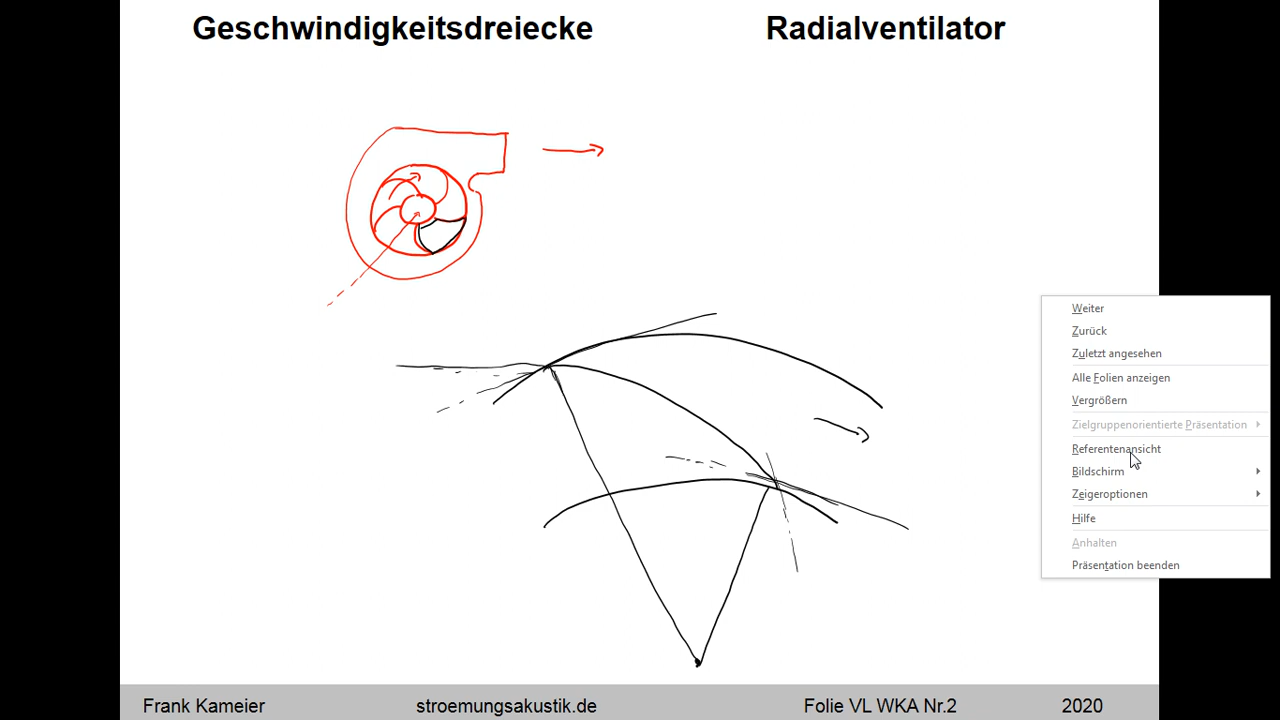 Geschwindigkeitsdreiecke Radialventilator
Weiter
Zurück
Zuletzt angesehen
Alle Folien anzeigen
Vergrößern
Zielgruppenorientierte Präsentation
Referentenansicht
Bildschirm
Zeigeroptionen
Hilfe
Anhalten
Präsentation beenden
Frank Kameier stroemungsakustik.de Folie VL WKA Nr.2 2020